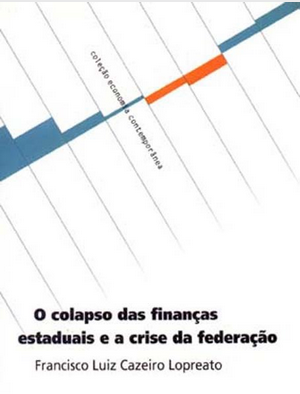 coleção economia contemporânea
O colapso das finanças
estaduais e a crise da federação
Francisco Luiz Cazeiro Lopreato